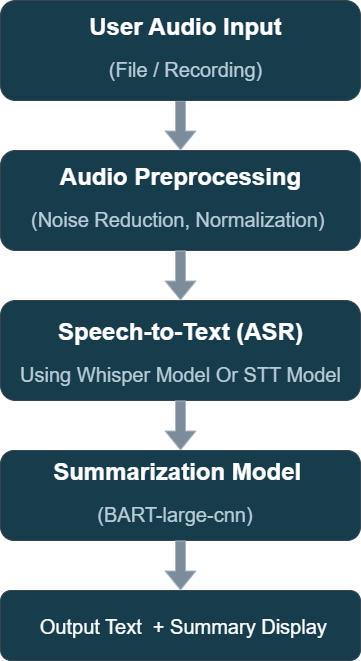 User Audio Input
(File / Recording)
Audio Preprocessing
(Noise Reduction, Normalization)
Speech-to-Text (ASR)
Using Whisper Model Or STT Model
Summarization Model
(BART-large-cnn)
Output Text + Summary Display